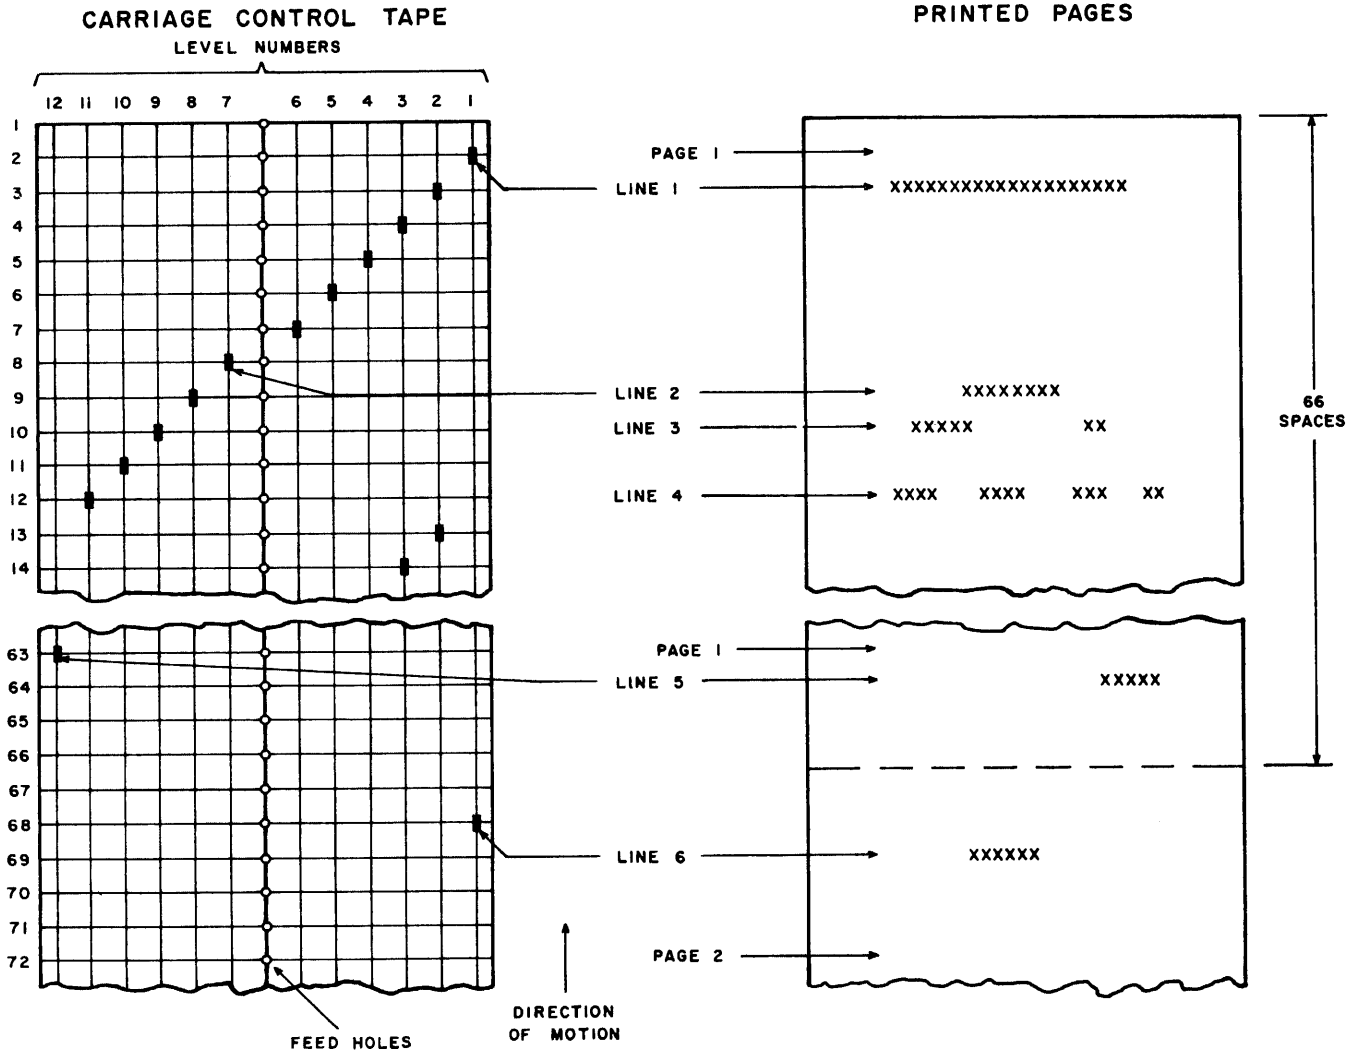 CARRIAGE CONTROL TAPE
PRINTED PAGES
LEVEL NUMBERS
12 11 10 9 8 7 6 5 4 3 2 1
1
2
3
4
5
6
7
8
9
10
11
12
13
14
PAGE 1
LINE 1 XXXXXXXXXXXXXXXXXXXX
LINE 2 XXXXXXXX
LINE 3 XXXXX XX
LINE 4 XXXX XXXX XXX XX
66
SPACES
63
64
65
66
67
68
69
70
71
72
PAGE 1
LINE 5 XXXXX
LINE 6 XXXXXX
PAGE 2
DIRECTION
OF MOTION
FEED HOLES